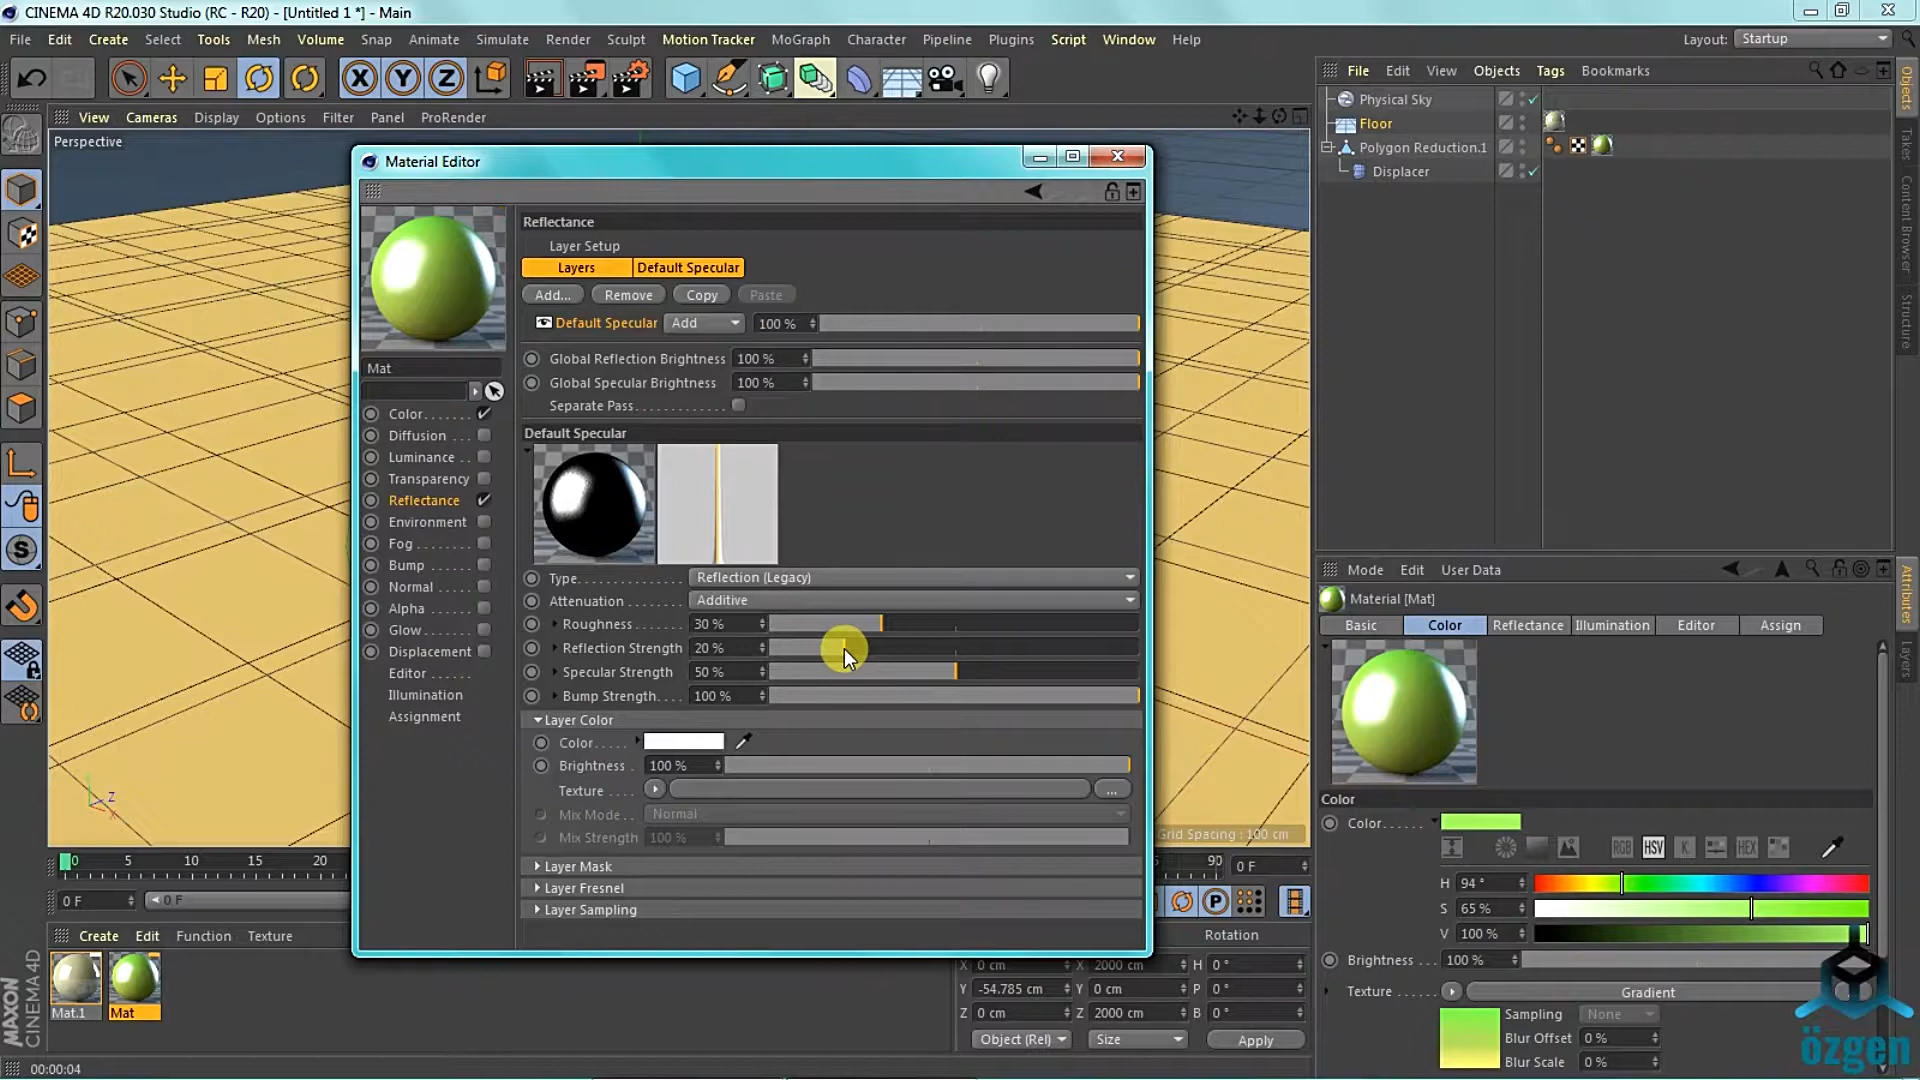 CINEMA 4D R20.030 Studio (RC - R20) - [Untitled 1 *] - Main
File Edit Create Select Tools Mesh Volume Snap Animate Simulate Render Sculpt Motion Tracker MoGraph Character Pipeline Plugins Script Window Help
Layout: Startup
X Y Z
File Edit View Objects Tags Bookmarks
Physical Sky
Floor
Polygon Reduction.1
Displacer
Objects
Takes
Content Browser
Structure
View Cameras Display Options Filter Panel ProRender
Perspective
Material Editor
Reflectance
Layer Setup
Layers Default Specular
Add... Remove Copy Paste
Default Specular Add 100 %
Global Reflection Brightness 100 %
Global Specular Brightness 100 %
Separate Pass
Default Specular
Type Reflection (Legacy)
Attenuation Additive
Roughness 30 %
Reflection Strength 20 %
Specular Strength 50 %
Bump Strength 100 %
Layer Color
Color
Brightness 100 %
Texture ...
Mix Mode Normal
Mix Strength 100 %
Layer Mask
Layer Fresnel
Layer Sampling
Mat
Color
Diffusion
Luminance
Transparency
Reflectance
Environment
Fog
Bump
Normal
Alpha
Glow
Displacement
Editor
Illumination
Assignment
Z
X
Grid Spacing : 100 cm
0 5 10 15 20 90 0 F
0 F 0 F
P
Create Edit Function Texture
Mat.1 Mat
MAXON
CINEMA 4D
Rotation
X 0 cm X 2000 cm H 0 °
Y -54.785 cm Y 0 cm P 0 °
Z 0 cm Z 2000 cm B 0 °
Object (Rel) Size Apply
00:00:04
Mode Edit User Data
Material [Mat]
Basic Color Reflectance Illumination Editor Assign
Color
Color
RGB HSV K HEX
H 94 °
S 65 %
V 100 %
Brightness 100 %
Texture Gradient
Sampling None
Blur Offset 0 %
Blur Scale 0 %
Attributes
Layers
özgen